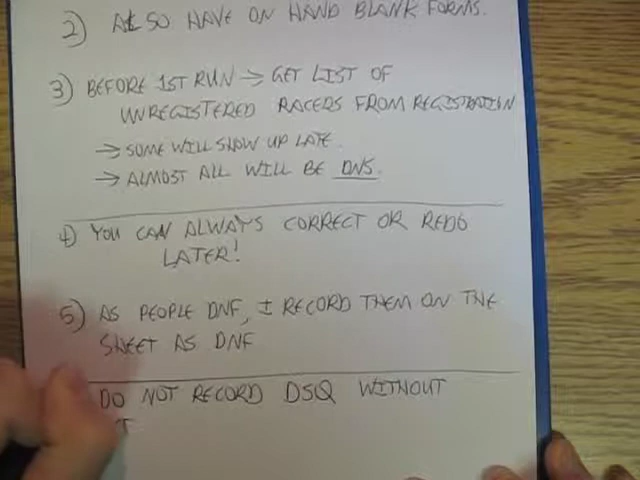 2) ALSO HAVE ON HAND BLANK FORMS.
3) BEFORE 1ST RUN → GET LIST OF
UNREGISTERED RACERS FROM REGISTRATION
→ SOME WILL SHOW UP LATE.
→ ALMOST ALL WILL BE DNS.
4) YOU CAN ALWAYS CORRECT OR REDO
LATER!
5) AS PEOPLE DNF, I RECORD THEM ON THE
SHEET AS DNF
DO NOT RECORD DSQ WITHOUT